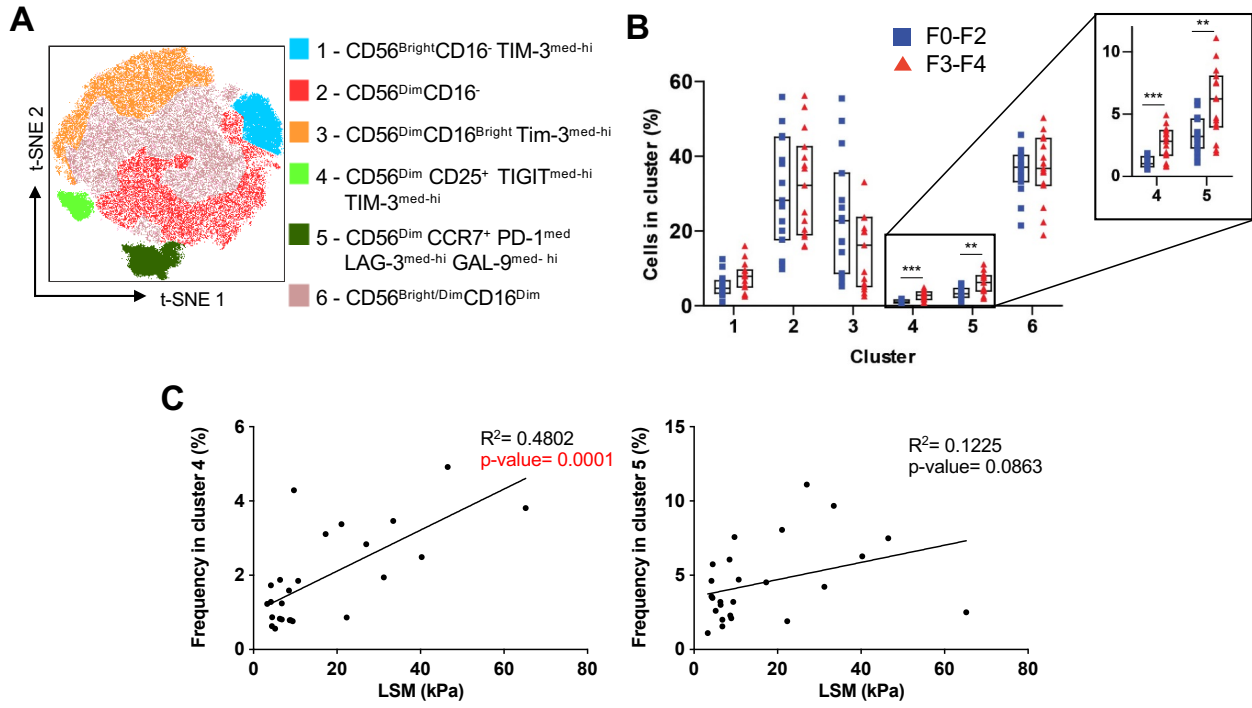 A
t-SNE 2
t-SNE 1
1 - CD56BrightCD16- TIM-3med-hi
2 - CD56DimCD16-
3 - CD56DimCD16Bright Tim-3med-hi
4 - CD56Dim CD25+ TIGITmed-hi
TIM-3med-hi
5 - CD56Dim CCR7+ PD-1med
LAG-3med-hi GAL-9med- hi
6 - CD56Bright/DimCD16Dim
B
F0-F2
F3-F4
Cells in cluster (%)
60
40
20
0
*** **
1 2 3 4 5 6
Cluster
10
5
0
*** **
4 5
C
Frequency in cluster 4 (%)
6
4
2
0
0 20 40 60 80
LSM (kPa)
R2= 0.4802
p-value= 0.0001
Frequency in cluster 5 (%)
15
10
5
0
0 20 40 60 80
LSM (kPa)
R2= 0.1225
p-value= 0.0863